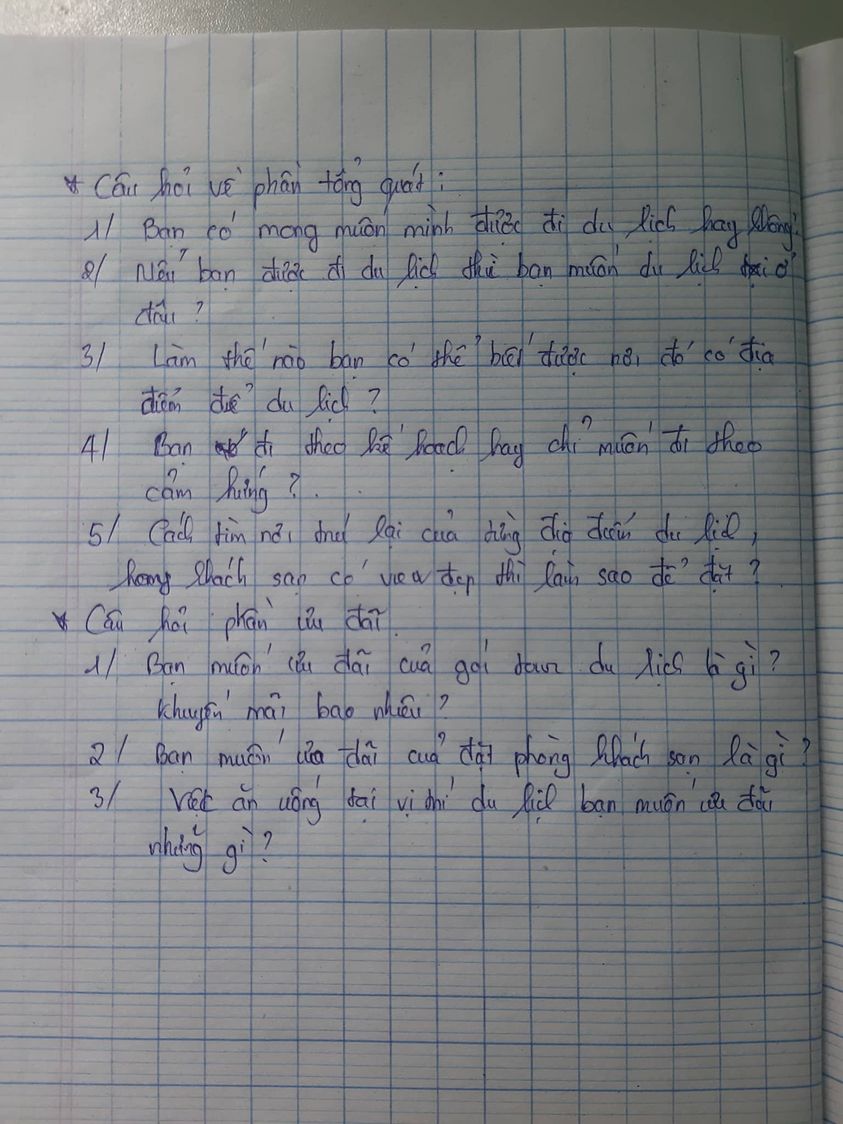 * Câu hỏi về phần tổng quát :
1/ Bạn có mong muốn mình được đi du lịch hay không?
2/ Nếu bạn được đi du lịch thì bạn muốn du lịch ở
đâu ?
3/ Làm thế nào bạn có thể biết được nơi đó có địa
điểm để du lịch ?
4/ Bạn đi theo kế hoạch hay chỉ muốn đi theo
cảm hứng ?
5/ Cách tìm nơi trú lại của từng địa điểm du lịch,
khách sạn có view đẹp thì làm sao để đặt ?
* Câu hỏi phần ưu đãi
1/ Bạn muốn ưu đãi của gói tour du lịch là gì ?
Khuyến mãi bao nhiêu ?
2/ Bạn muốn ưu đãi của đặt phòng khách sạn là gì ?
3/ Việc ăn uống tại vị trí du lịch bạn muốn ưu đãi
những gì ?